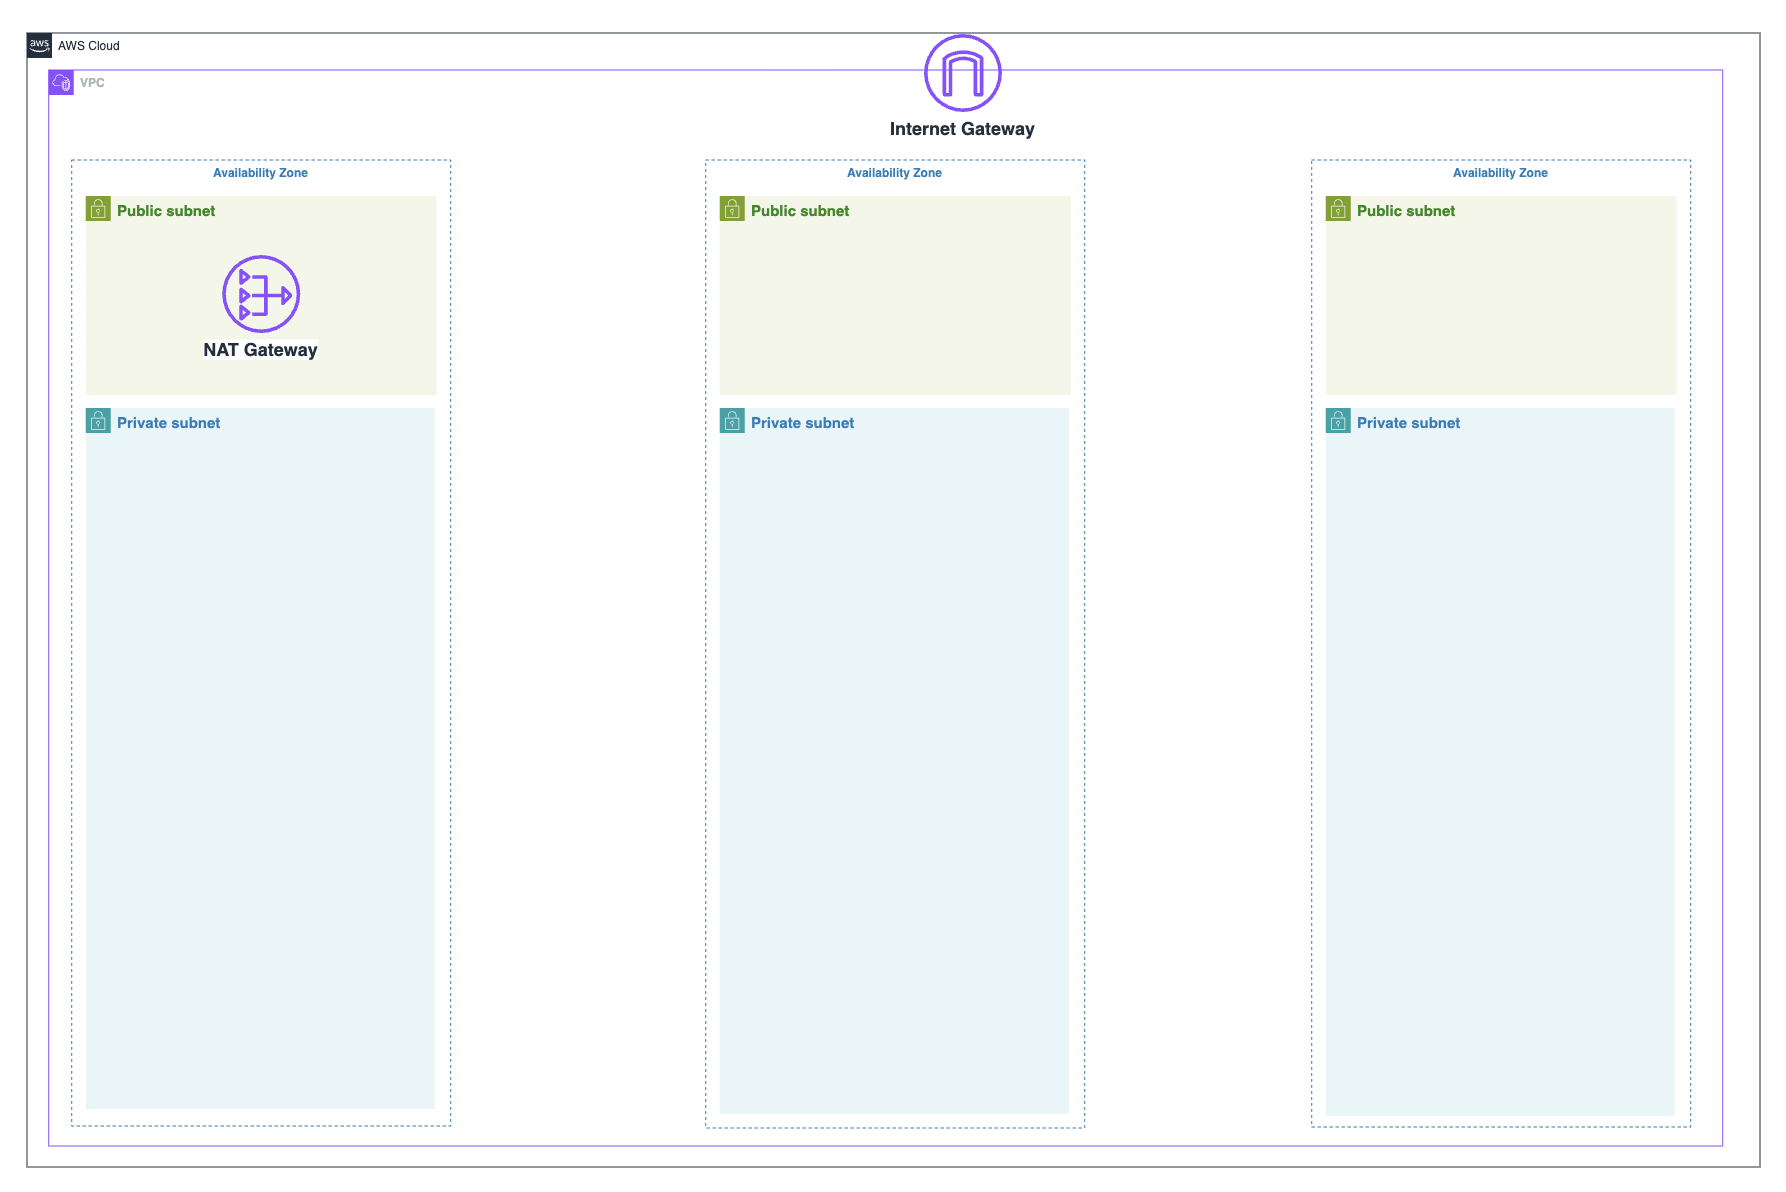 aws
AWS Cloud
VPC
Internet Gateway
Availability Zone
Public subnet
NAT Gateway
Private subnet
Availability Zone
Public subnet
Private subnet
Availability Zone
Public subnet
Private subnet